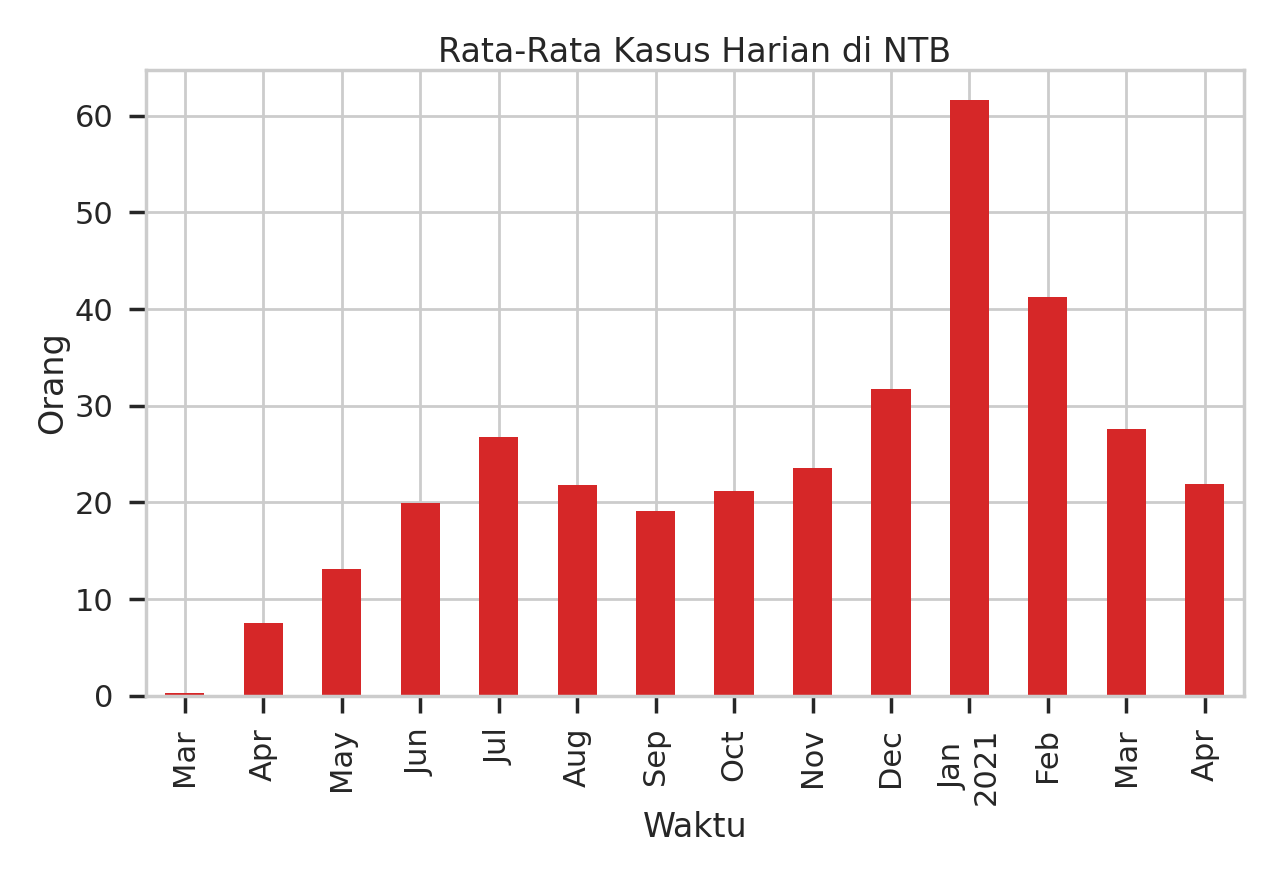 Rata-Rata Kasus Harian di NTB
60
50
40
30
20
10
0
Orang
Mar
Apr
May
Jun
Jul
Aug
Sep
Oct
Nov
Dec
Jan
2021
Feb
Mar
Apr
Waktu